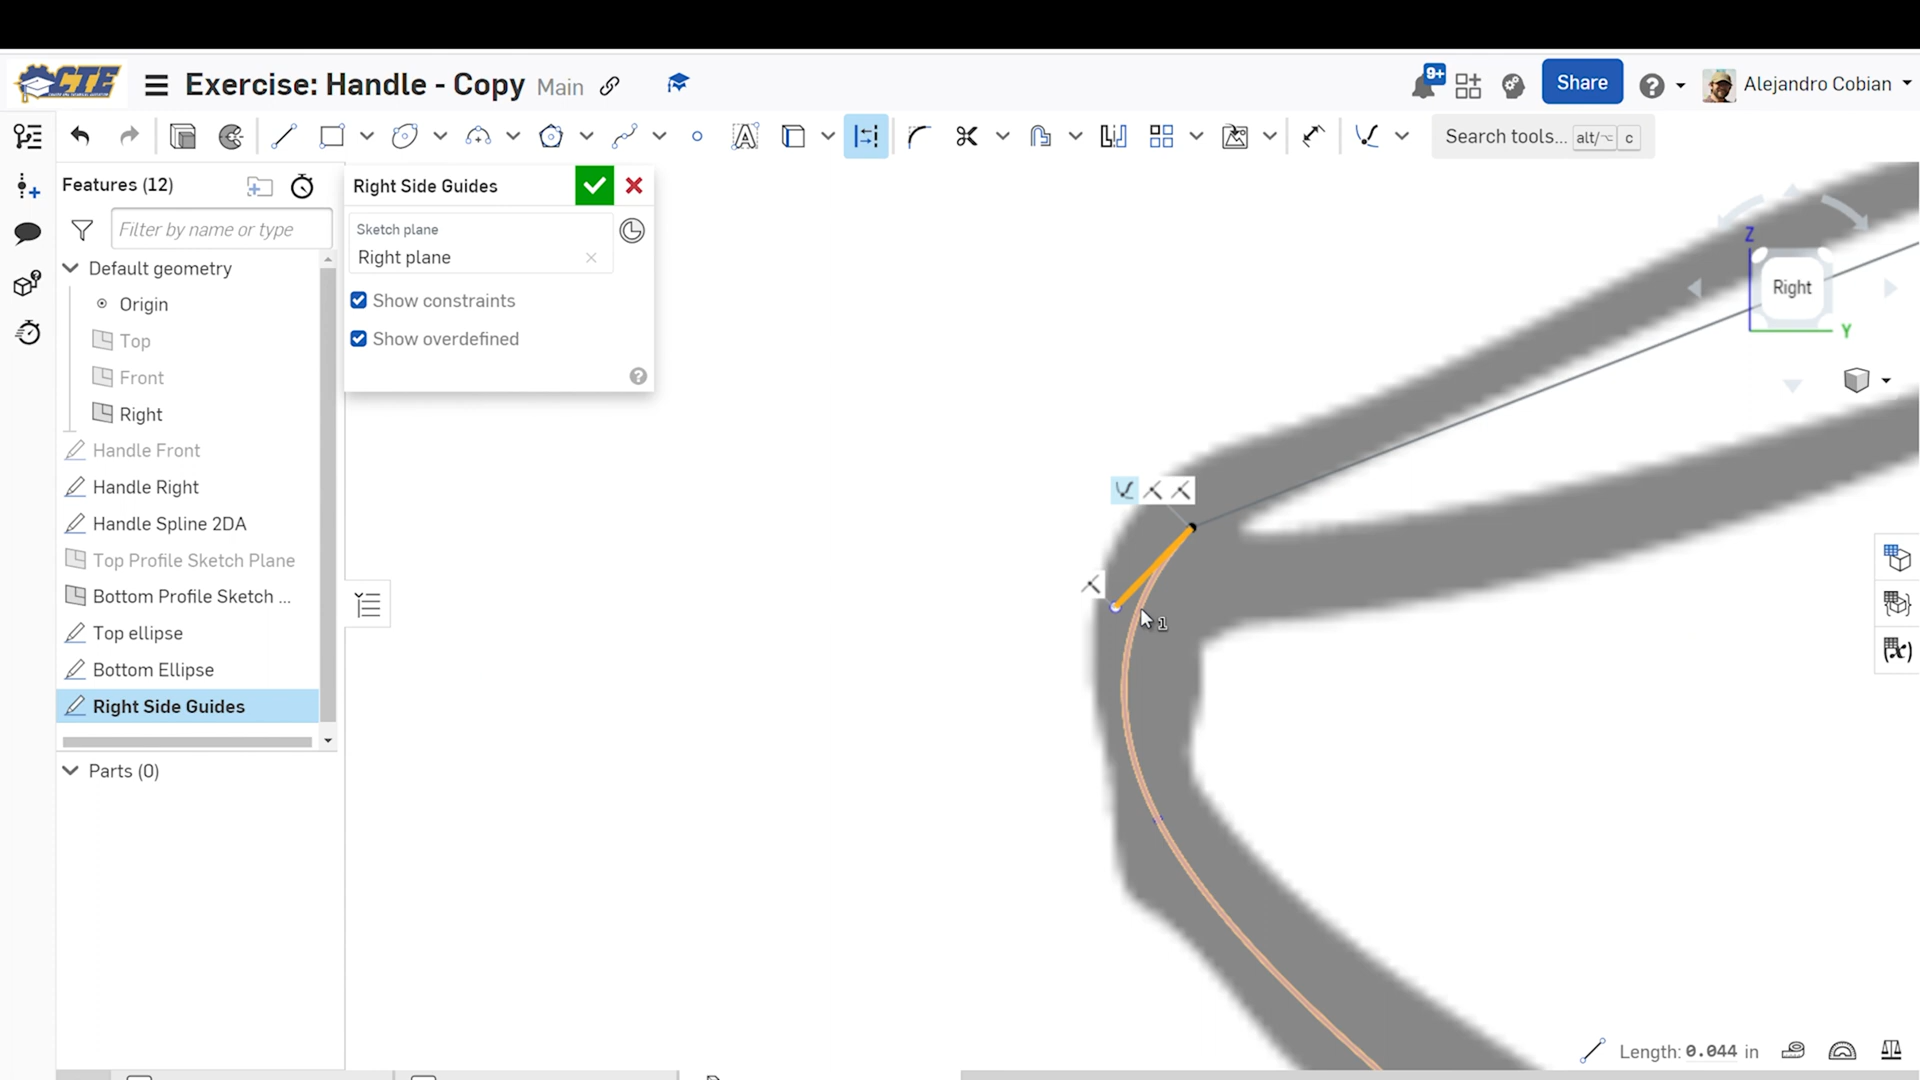 CTE
Exercise: Handle - Copy Main
9+
Share
Alejandro Cobian
Search tools... alt/⌥ c
Features (12)
Filter by name or type
Default geometry
Origin
Top
Front
Right
Handle Front
Handle Right
Handle Spline 2DA
Top Profile Sketch Plane
Bottom Profile Sketch ...
Top ellipse
Bottom Ellipse
Right Side Guides
Parts (0)
Right Side Guides
Sketch plane
Right plane
Show constraints
Show overdefined
Z
Right
Y
1
Length: 0.044 in